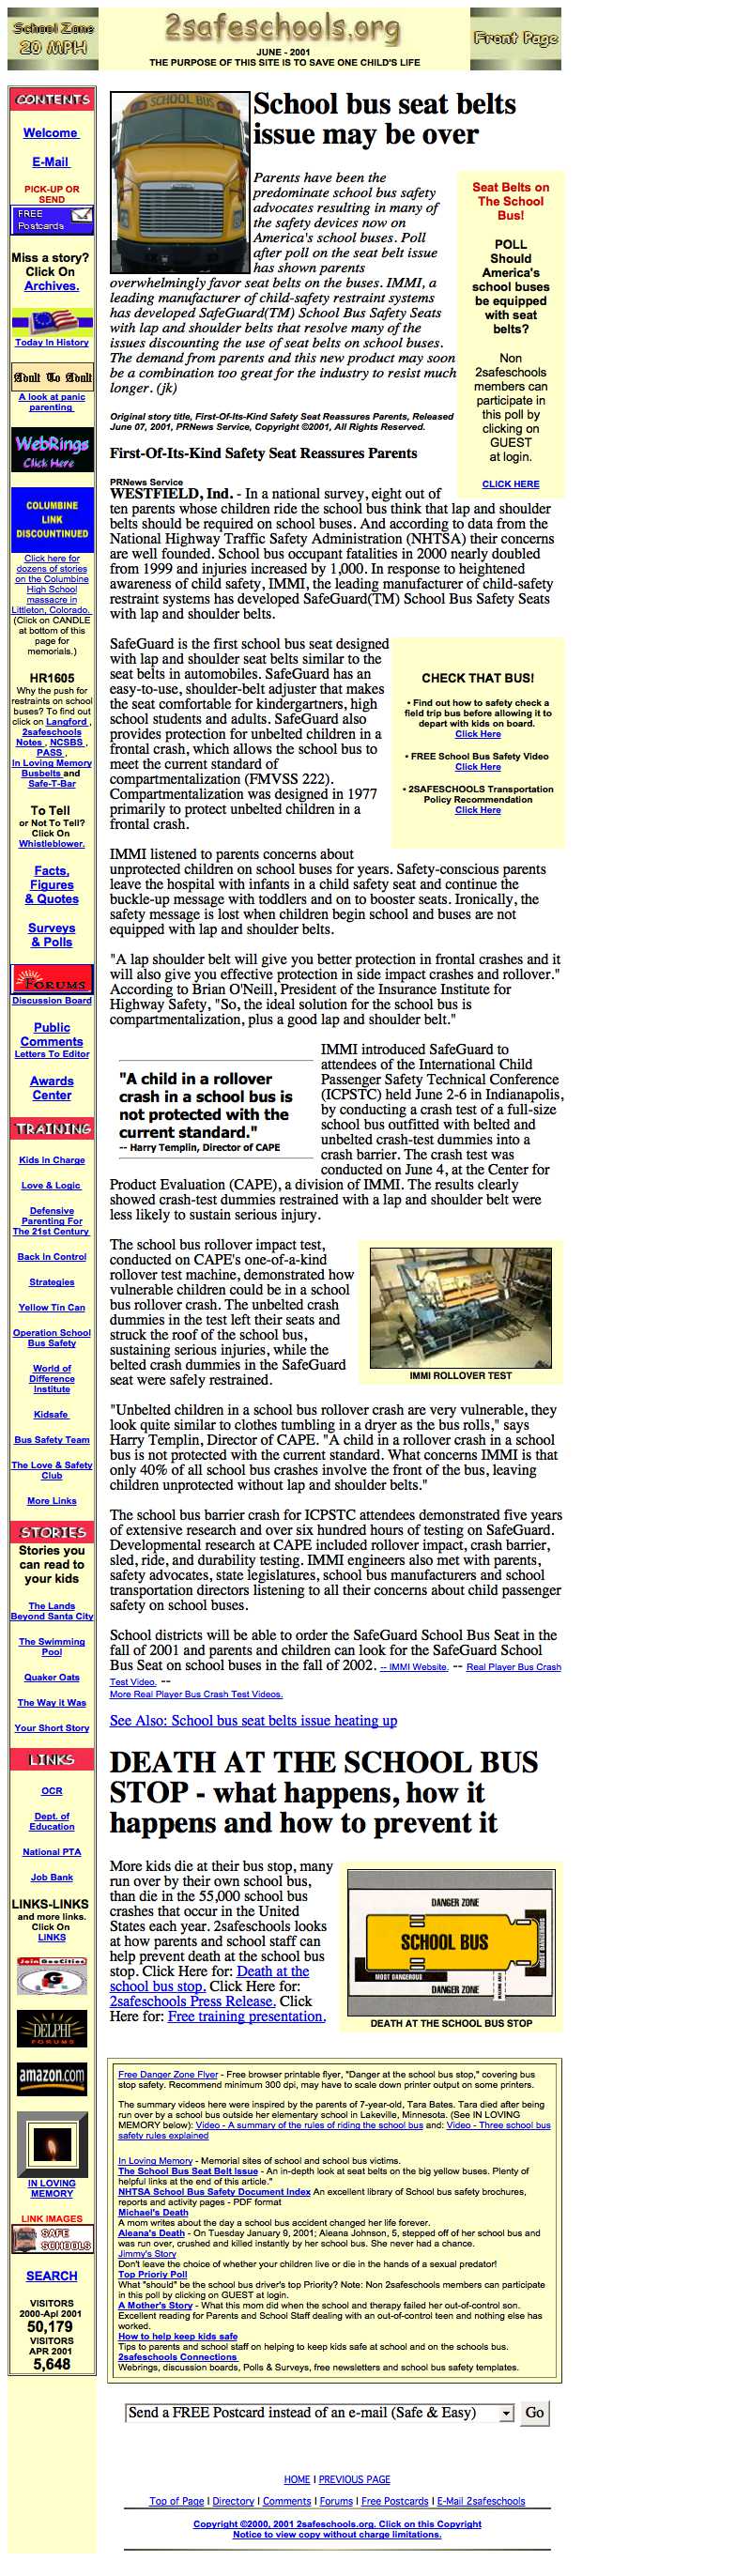 School Zone
20 MPH
2safeschools.org
JUNE - 2001
THE PURPOSE OF THIS SITE IS TO SAVE ONE CHILD'S LIFE
Front Page
CONTENTS
Welcome
E-Mail
PICK-UP OR
SEND
FREE
Postcards
Miss a story?
Click On
Archives.
Today In History
Adult To Adult
A look at panic
parenting
WebRings
Click Here
COLUMBINE
LINK
DISCOUNTINUED
Click here for
dozens of stories
on the Columbine
High School
massacre in
Littleton, Colorado.
(Click on CANDLE
at bottom of this
page for
memorials.)
HR1605
Why the push for
restraints on school
buses? To find out
click on Langford ,
2safeschools
Notes , NCSBS ,
PASS ,
In Loving Memory
Busbelts and
Safe-T-Bar
To Tell
or Not To Tell?
Click On
Whistleblower.
Facts,
Figures
& Quotes
Surveys
& Polls
FORUMS
Discussion Board
Public
Comments
Letters To Editor
Awards
Center
TRAINING
Kids In Charge
Love & Logic
Defensive
Parenting For
The 21st Century
Back In Control
Strategies
Yellow Tin Can
Operation School
Bus Safety
World of
Difference
Institute
Kidsafe
Bus Safety Team
The Love & Safety
Club
More Links
STORIES
Stories you
can read to
your kids
The Lands
Beyond Santa City
The Swimming
Pool
Quaker Oats
The Way it Was
Your Short Story
LINKS
OCR
Dept. of
Education
National PTA
Job Bank
LINKS-LINKS
and more links.
Click On
LINKS
Join GeoCities
G
DELPHI
FORUMS
amazon.com
IN LOVING
MEMORY
LINK IMAGES
SAFE
SCHOOLS
SEARCH
VISITORS
2000-Apl 2001
50,179
VISITORS
APR 2001
5,648
SCHOOL BUS
School bus seat belts
issue may be over
Parents have been the
predominate school bus safety
advocates resulting in many of
the safety devices now on
America's school buses. Poll
after poll on the seat belt issue
has shown parents
overwhelmingly favor seat belts on the buses. IMMI, a
leading manufacturer of child-safety restraint systems
has developed SafeGuard(TM) School Bus Safety Seats
with lap and shoulder belts that resolve many of the
issues discounting the use of seat belts on school buses.
The demand from parents and this new product may soon
be a combination too great for the industry to resist much
longer. (jk)
Seat Belts on
The School
Bus!
POLL
Should
America's
school buses
be equipped
with seat
belts?
Non
2safeschools
members can
participate in
this poll by
clicking on
GUEST
at login.
CLICK HERE
Original story title, First-Of-Its-Kind Safety Seat Reassures Parents, Released
June 07, 2001, PRNews Service, Copyright ©2001, All Rights Reserved.
First-Of-Its-Kind Safety Seat Reassures Parents
PRNews Service
WESTFIELD, Ind. - In a national survey, eight out of
ten parents whose children ride the school bus think that lap and shoulder
belts should be required on school buses. And according to data from the
National Highway Traffic Safety Administration (NHTSA) their concerns
are well founded. School bus occupant fatalities in 2000 nearly doubled
from 1999 and injuries increased by 1,000. In response to heightened
awareness of child safety, IMMI, the leading manufacturer of child-safety
restraint systems has developed SafeGuard(TM) School Bus Safety Seats
with lap and shoulder belts.
SafeGuard is the first school bus seat designed
with lap and shoulder seat belts similar to the
seat belts in automobiles. SafeGuard has an
easy-to-use, shoulder-belt adjuster that makes
the seat comfortable for kindergartners, high
school students and adults. SafeGuard also
provides protection for unbelted children in a
frontal crash, which allows the school bus to
meet the current standard of
compartmentalization (FMVSS 222).
Compartmentalization was designed in 1977
primarily to protect unbelted children in a
frontal crash.
CHECK THAT BUS!
• Find out how to safety check a
field trip bus before allowing it to
depart with kids on board.
Click Here
• FREE School Bus Safety Video
Click Here
• 2SAFESCHOOLS Transportation
Policy Recommendation
Click Here
IMMI listened to parents concerns about
unprotected children on school buses for years. Safety-conscious parents
leave the hospital with infants in a child safety seat and continue the
buckle-up message with toddlers and on to booster seats. Ironically, the
safety message is lost when children begin school and buses are not
equipped with lap and shoulder belts.
"A lap shoulder belt will give you better protection in frontal crashes and it
will also give you effective protection in side impact crashes and rollover."
According to Brian O'Neill, President of the Insurance Institute for
Highway Safety, "So, the ideal solution for the school bus is
compartmentalization, plus a good lap and shoulder belt."
"A child in a rollover
crash in a school bus is
not protected with the
current standard."
-- Harry Templin, Director of CAPE
IMMI introduced SafeGuard to
attendees of the International Child
Passenger Safety Technical Conference
(ICPSTC) held June 2-6 in Indianapolis,
by conducting a crash test of a full-size
school bus outfitted with belted and
unbelted crash-test dummies into a
crash barrier. The crash test was
conducted on June 4, at the Center for
Product Evaluation (CAPE), a division of IMMI. The results clearly
showed crash-test dummies restrained with a lap and shoulder belt were
less likely to sustain serious injury.
The school bus rollover impact test,
conducted on CAPE's one-of-a-kind
rollover test machine, demonstrated how
vulnerable children could be in a school
bus rollover crash. The unbelted crash
dummies in the test left their seats and
struck the roof of the school bus,
sustaining serious injuries, while the
belted crash dummies in the SafeGuard
seat were safely restrained.
IMMI ROLLOVER TEST
"Unbelted children in a school bus rollover crash are very vulnerable, they
look quite similar to clothes tumbling in a dryer as the bus rolls," says
Harry Templin, Director of CAPE. "A child in a rollover crash in a school
bus is not protected with the current standard. What concerns IMMI is that
only 40% of all school bus crashes involve the front of the bus, leaving
children unprotected without lap and shoulder belts."
The school bus barrier crash for ICPSTC attendees demonstrated five years
of extensive research and over six hundred hours of testing on SafeGuard.
Developmental research at CAPE included rollover impact, crash barrier,
sled, ride, and durability testing. IMMI engineers also met with parents,
safety advocates, state legislatures, school bus manufacturers and school
transportation directors listening to all their concerns about child passenger
safety on school buses.
School districts will be able to order the SafeGuard School Bus Seat in the
fall of 2001 and parents and children can look for the SafeGuard School
Bus Seat on school buses in the fall of 2002. -- IMMI Website. -- Real Player Bus Crash
Test Video. --
More Real Player Bus Crash Test Videos.
See Also: School bus seat belts issue heating up
DEATH AT THE SCHOOL BUS
STOP - what happens, how it
happens and how to prevent it
More kids die at their bus stop, many
run over by their own school bus,
than die in the 55,000 school bus
crashes that occur in the United
States each year. 2safeschools looks
at how parents and school staff can
help prevent death at the school bus
stop. Click Here for: Death at the
school bus stop. Click Here for:
2safeschools Press Release. Click
Here for: Free training presentation.
DANGER ZONE
SCHOOL BUS
MOST DANGEROUS
MOST DANGEROUS
WALKING AREA
DANGER ZONE
DEATH AT THE SCHOOL BUS STOP
Free Danger Zone Flyer - Free browser printable flyer, "Danger at the bus stop," covering bus
stop safety. Recommend minimum 300 dpi, may have to scale down printer output on some printers.
The summary videos here were inspired by the parents of 7-year-old, Tara Bates. Tara died after being
run over by a school bus outside her elementary school in Lakeville, Minnesota. (See IN LOVING
MEMORY below): Video - A summary of the rules of riding the school bus and: Video - Three school bus
safety rules explained
In Loving Memory - Memorial sites of school and school bus victims.
The School Bus Seat Belt Issue - An in-depth look at seat belts on the big yellow buses. Plenty of
helpful links at the end of this article."
NHTSA School Bus Safety Document Index An excellent library of School Bus safety brochures,
reports and activity pages - PDF format
Michael's Death
A mom writes about the day a school bus accident changed her life forever.
Aleana's Death - On Tuesday January 9, 2001; Aleana Johnson, 5, stepped off of her school bus and
was run over, crushed and killed instantly by her school bus. She never had a chance.
Jimmy's Story
Don't leave the choice of whether your children live or die in the hands of a sexual predator!
Top Prioriy Poll
What "should" be the school bus driver's top Priority? Note: Non 2safeschools members can participate
in this poll by clicking on GUEST at login.
A Mother's Story - What this mom did when the school and therapy failed her out-of-control son.
Excellent reading for Parents and School Staff dealing with an out-of-control teen and nothing else has
worked.
How to help keep kids safe
Tips to parents and school staff on helping to keep kids safe at school and on the schools bus.
2safeschools Connections
Webrings, discussion boards, Polls & Surveys, free newsletters and school bus safety templates.
Send a FREE Postcard instead of an e-mail (Safe & Easy)
Go
HOME I PREVIOUS PAGE
Top of Page I Directory I Comments I Forums I Free Postcards I E-Mail 2safeschools
Copyright ©2000, 2001 2safeschools.org. Click on this Copyright
Notice to view copy without charge limitations.